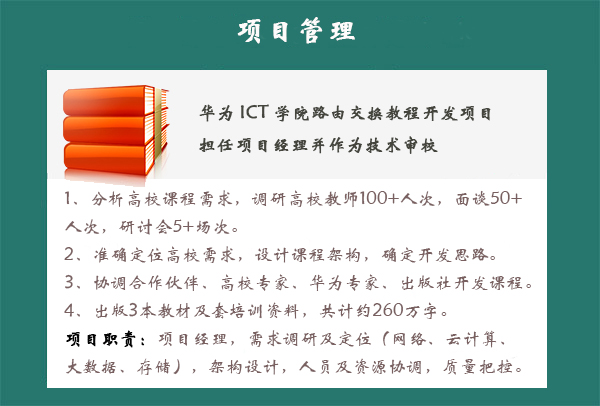 项目管理
华为 ICT 学院路由交换教程开发项目
担任项目经理并作为技术审校
1、分析高校课程需求，调研高校教师100+人次，面谈50+
人次，研讨会5+场次。
2、准确定位高校需求，设计课程架构，确定开发思路。
3、协调合作伙伴、高校专家、华为专家、出版社开发课程。
4、出版3本教材及套培训资料，共计约260万字。
项目职责：项目经理，需求调研及定位（网络、云计算、
大数据、存储），架构设计，人员及资源协调，质量把控。